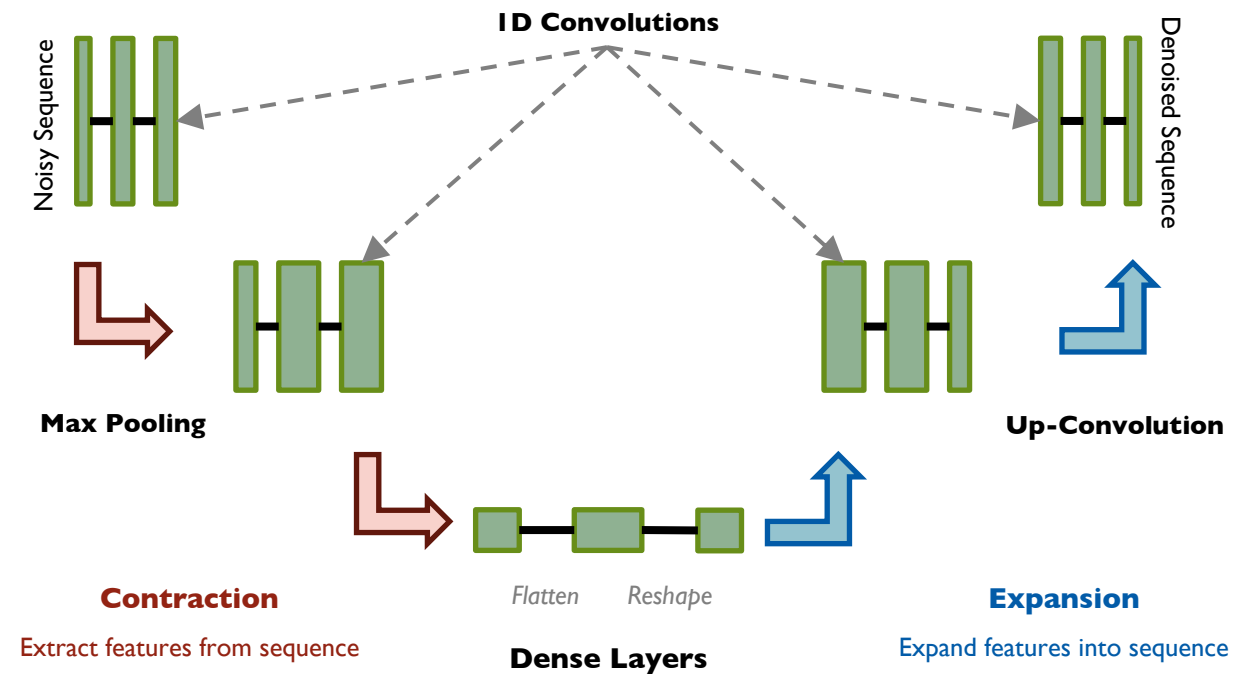 1D Convolutions
Noisy Sequence
Denoised Sequence
Max Pooling
Up-Convolution
Flatten
Reshape
Contraction
Expansion
Extract features from sequence
Dense Layers
Expand features into sequence